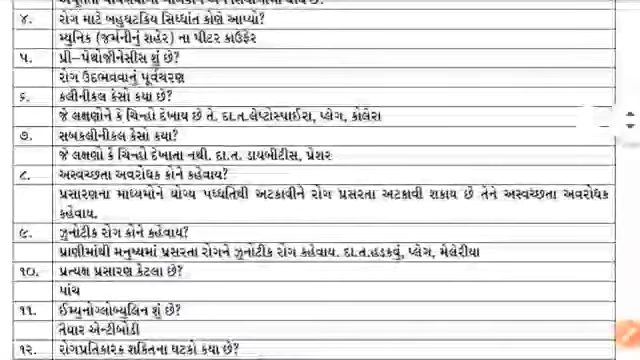 ૪. રોગ માટે બહુઘટકિય સિધ્ધાંત કોણે આપ્યો?
મ્યુનિક (જર્મનીનું શહેર) ના પીટર કાઉફેર
૫. પ્રી–પેથોજીનેસીસ શું છે?
રોગ ઉદભવવાનું પૂર્વચરણ
૬. કલીનીકલ કેસો કયા છે?
જે લક્ષણોને કે ચિન્હો દેખાય છે તે. દા.ત.લેપ્ટોસ્પાઈરા, પ્લેગ, કોલેરા
૭. સબકલીનીકલ કેસો કયા?
જે લક્ષણો કે ચિન્હો દેખાતા નથી. દા.ત. ડાયબીટીસ, પ્રેશર
૮. અસ્વચ્છતા અવરોધક કોને કહેવાય?
પ્રસારણના માધ્યમોને યોગ્ય પધ્ધતિથી અટકાવીને રોગ પ્રસરતા અટકાવી શકાય છે તેને અસ્વચ્છતા અવરોધક
કહેવાય.
૯. ઝુનોટીક રોગ કોને કહેવાય?
પ્રાણીમાંથી મનુષ્યમાં પ્રસરતા રોગને ઝુનોટીક રોગ કહેવાય. દા.ત.હડકવું, પ્લેગ, મેલેરીયા
૧૦. પ્રત્યક્ષ પ્રસારણ કેટલા છે?
પાંચ
૧૧. ઈમ્યુનોગ્લોબ્યુલિન શું છે?
તૈયાર એન્ટીબોડી
૧૨. રોગપ્રતિકારક શકિતના ઘટકો કયા છે?